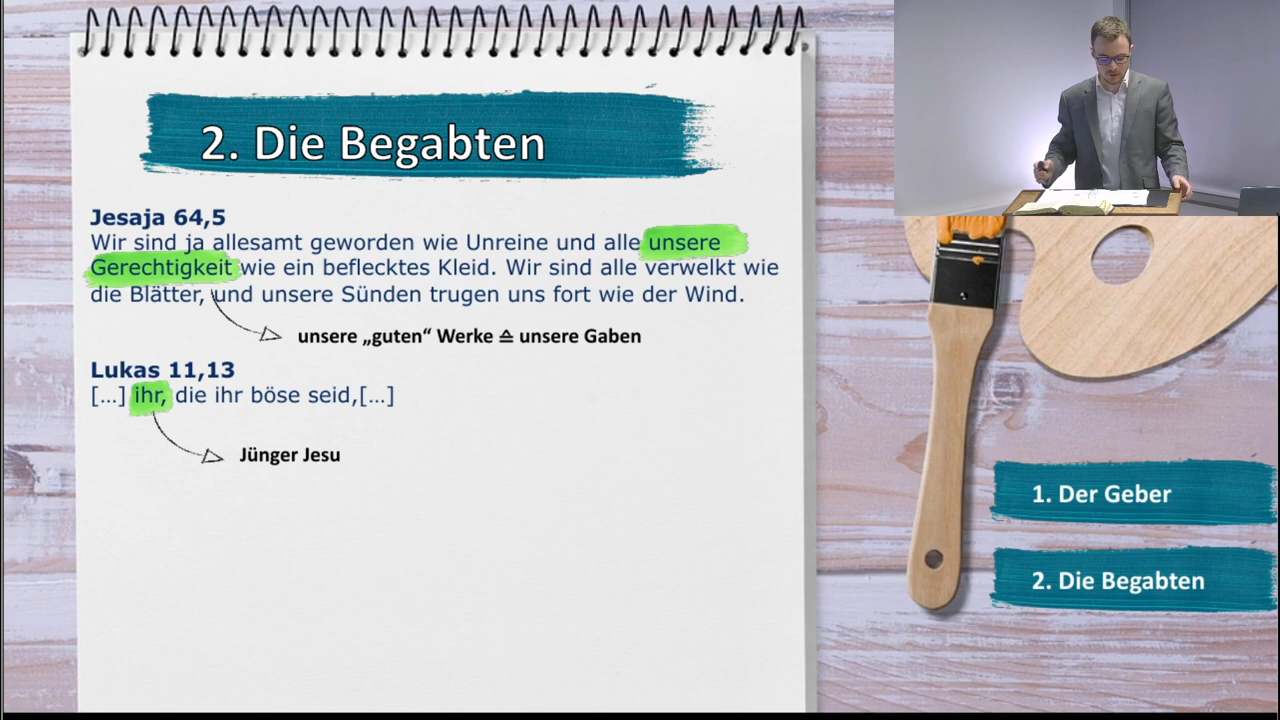 2. Die Begabten
Jesaja 64,5
Wir sind ja allesamt geworden wie Unreine und alle unsere
Gerechtigkeit wie ein beflecktes Kleid. Wir sind alle verwelkt wie
die Blätter, und unsere Sünden trugen uns fort wie der Wind.
unsere „guten“ Werke ≙ unsere Gaben
Lukas 11,13
[...] ihr, die ihr böse seid,[...]
Jünger Jesu
1. Der Geber
2. Die Begabten